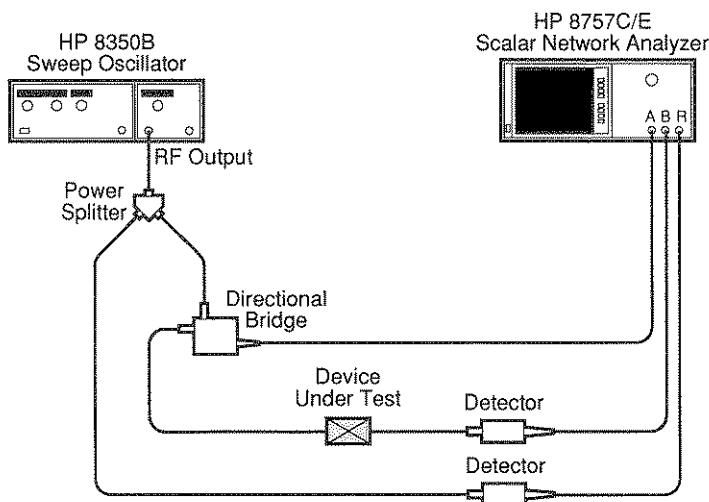 HP 8350B
Sweep Oscillator
HP 8757C/E
Scalar Network Analyzer
A B R
RF Output
Power
Splitter
Directional
Bridge
Device
Under Test
Detector
Detector